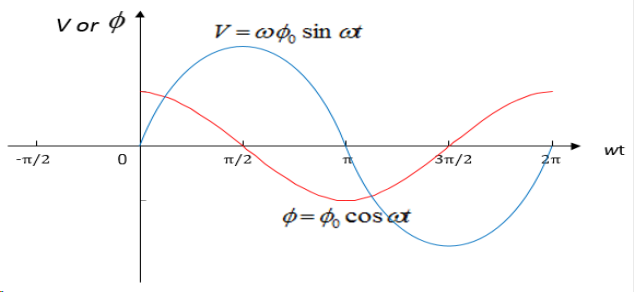 V or ϕ
V = ωϕ₀ sin ωt
-π/2 0 π/2 π 3π/2 2π wt
ϕ = ϕ₀ cos ωt